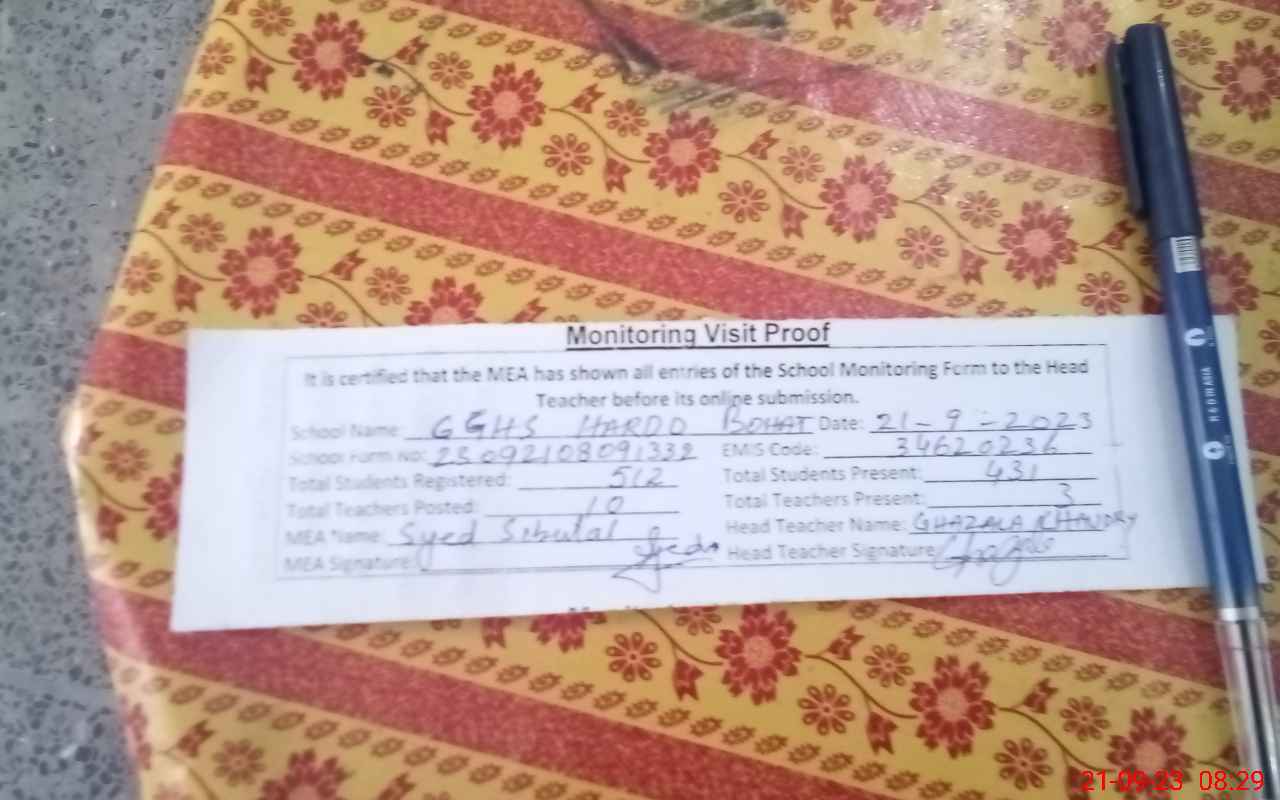 Monitoring Visit Proof
It is certified that the MEA has shown all entries of the School Monitoring Form to the Head
Teacher before its online submission.
School Name: GGHS HARDO BOHAT Date: 21-9-2023
School Form No: 23092108091332 EMIS Code: 34620236
Total Students Registered: 512 Total Students Present: 431
Total Teachers Posted: 10 Total Teachers Present: 3
MEA Name: Syed Head Teacher Name: GHAZALA KHANDRY
MEA Signature: Head Teacher Signature
21-09-23 08:29